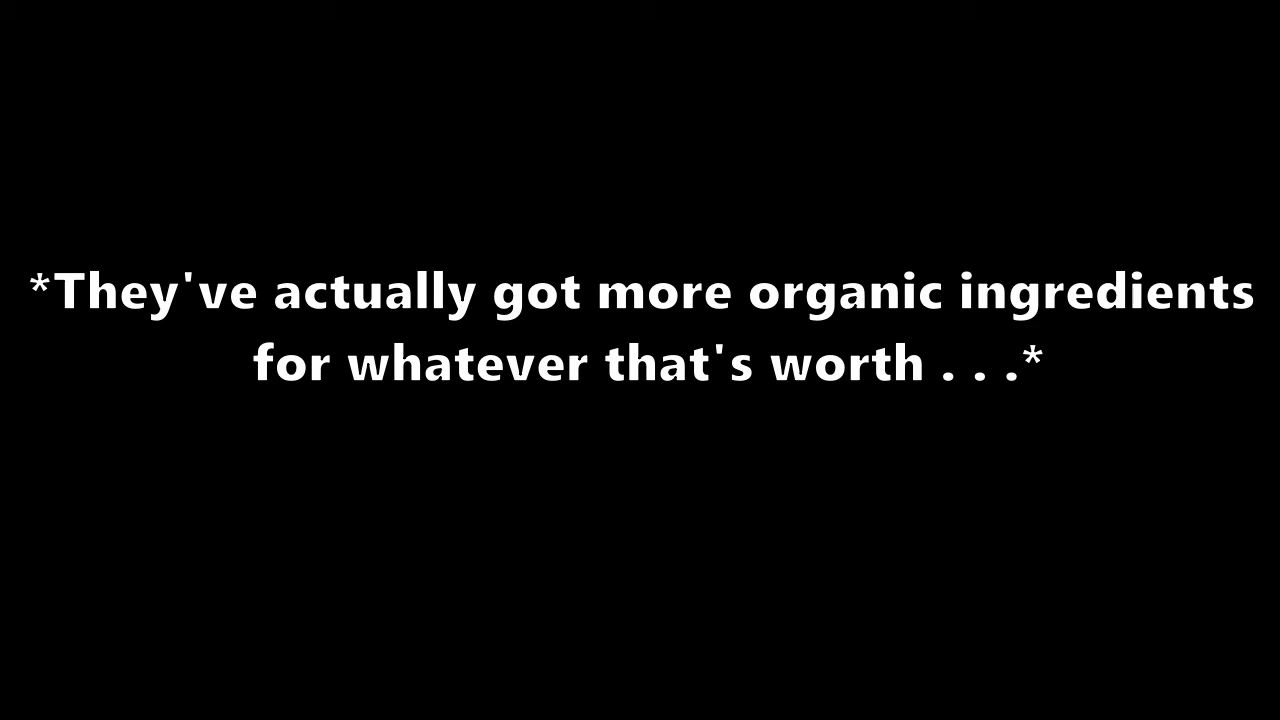 *They've actually got more organic ingredients
for whatever that's worth . . .*